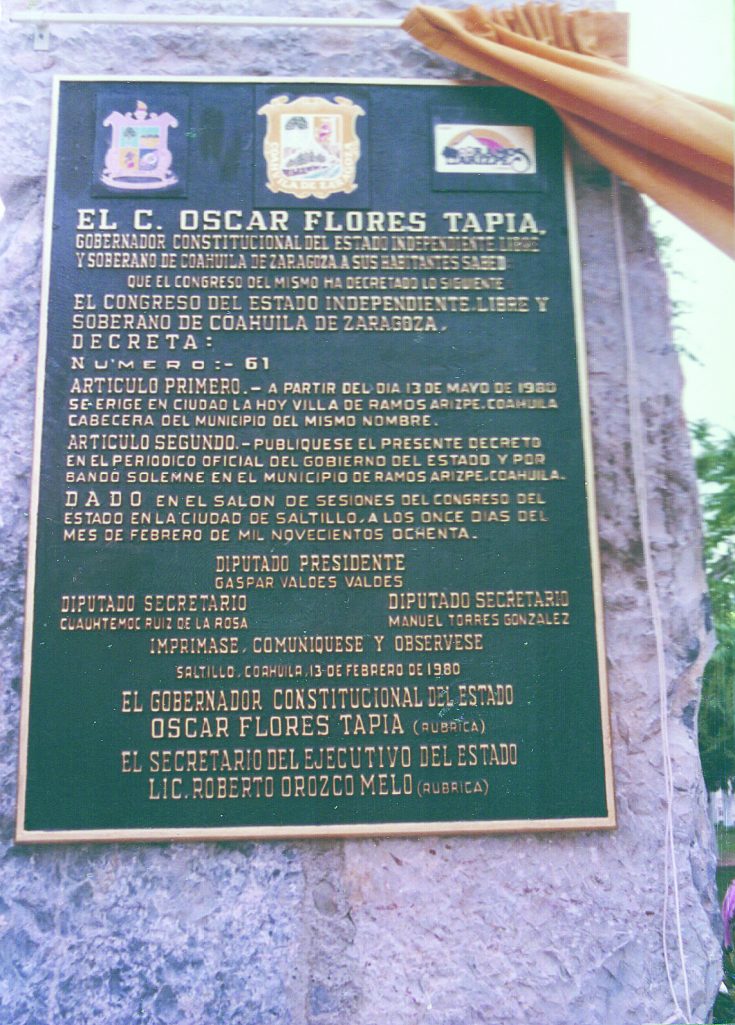 COAHUILA DE ZARAGOZA
RAMOS ARIZPE
EL C. OSCAR FLORES TAPIA.
GOBERNADOR CONSTITUCIONAL DEL ESTADO INDEPENDIENTE LIBRE
Y SOBERANO DE COAHUILA DE ZARAGOZA A SUS HABITANTES SABED
QUE EL CONGRESO DEL MISMO HA DECRETADO LO SIGUIENTE
EL CONGRESO DEL ESTADO INDEPENDIENTE, LIBRE Y
SOBERANO DE COAHUILA DE ZARAGOZA,
DECRETA:
NUMERO:- 61
ARTICULO PRIMERO.- A PARTIR DEL DIA 13 DE MAYO DE 1980
SE ERIGE EN CIUDAD LA HOY VILLA DE RAMOS ARIZPE, COAHUILA
CABECERA DEL MUNICIPIO DEL MISMO NOMBRE.
ARTICULO SEGUNDO.- PUBLIQUESE EL PRESENTE DECRETO
EN EL PERIODICO OFICIAL DEL GOBIERNO DEL ESTADO Y POR
BANDO SOLEMNE EN EL MUNICIPIO DE RAMOS ARIZPE, COAHUILA.
DADO EN EL SALON DE SESIONES DEL CONGRESO DEL
ESTADO EN LA CIUDAD DE SALTILLO, A LOS ONCE DIAS DEL
MES DE FEBRERO DE MIL NOVECIENTOS OCHENTA.
DIPUTADO PRESIDENTE
GASPAR VALDES VALDES
DIPUTADO SECRETARIO
CUAUHTEMOC RUIZ DE LA ROSA
DIPUTADO SECRETARIO
MANUEL TORRES GONZALEZ
IMPRIMASE, COMUNIQUESE Y OBSERVESE
SALTILLO, COAHUILA, 13 DE FEBRERO DE 1980
EL GOBERNADOR CONSTITUCIONAL DEL ESTADO
OSCAR FLORES TAPIA (RUBRICA)
EL SECRETARIO DEL EJECUTIVO DEL ESTADO
LIC. ROBERTO OROZCO MELO (RUBRICA)